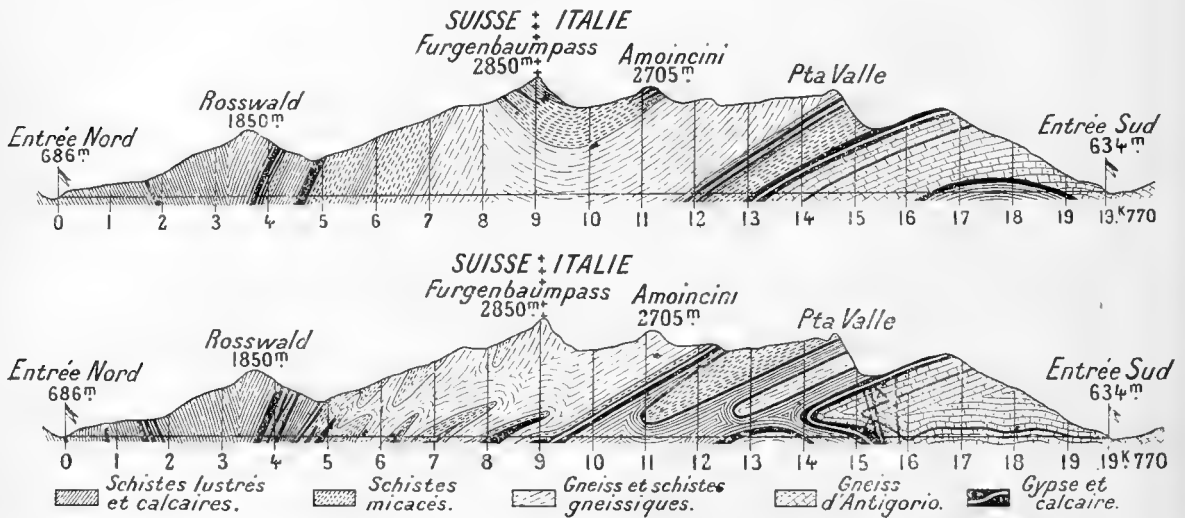 SUISSE ITALIE
Furgenbaumpass
2850m
Amoincini
2705m
Pta Valle
Rosswald
1850m
Entrée Nord
686m
Entrée Sud
634m
0 1 2 3 4 5 6 7 8 9 10 11 12 13 14 15 16 17 18 19 13.K770
SUISSE ITALIE
Furgenbaumpass
2850m
Amoincini
2705m
Pta Valle
Rosswald
1850m
Entrée Nord
686m
Entrée Sud
634m
0 1 2 3 4 5 6 7 8 9 10 11 12 13 14 15 16 17 18 19 19K770
Schistes lustrés
et calcaires.
Schistes
micacés.
Gneiss et schistes
gneissiques.
Gneiss
d'Antigorio.
Gypse et
calcaire.